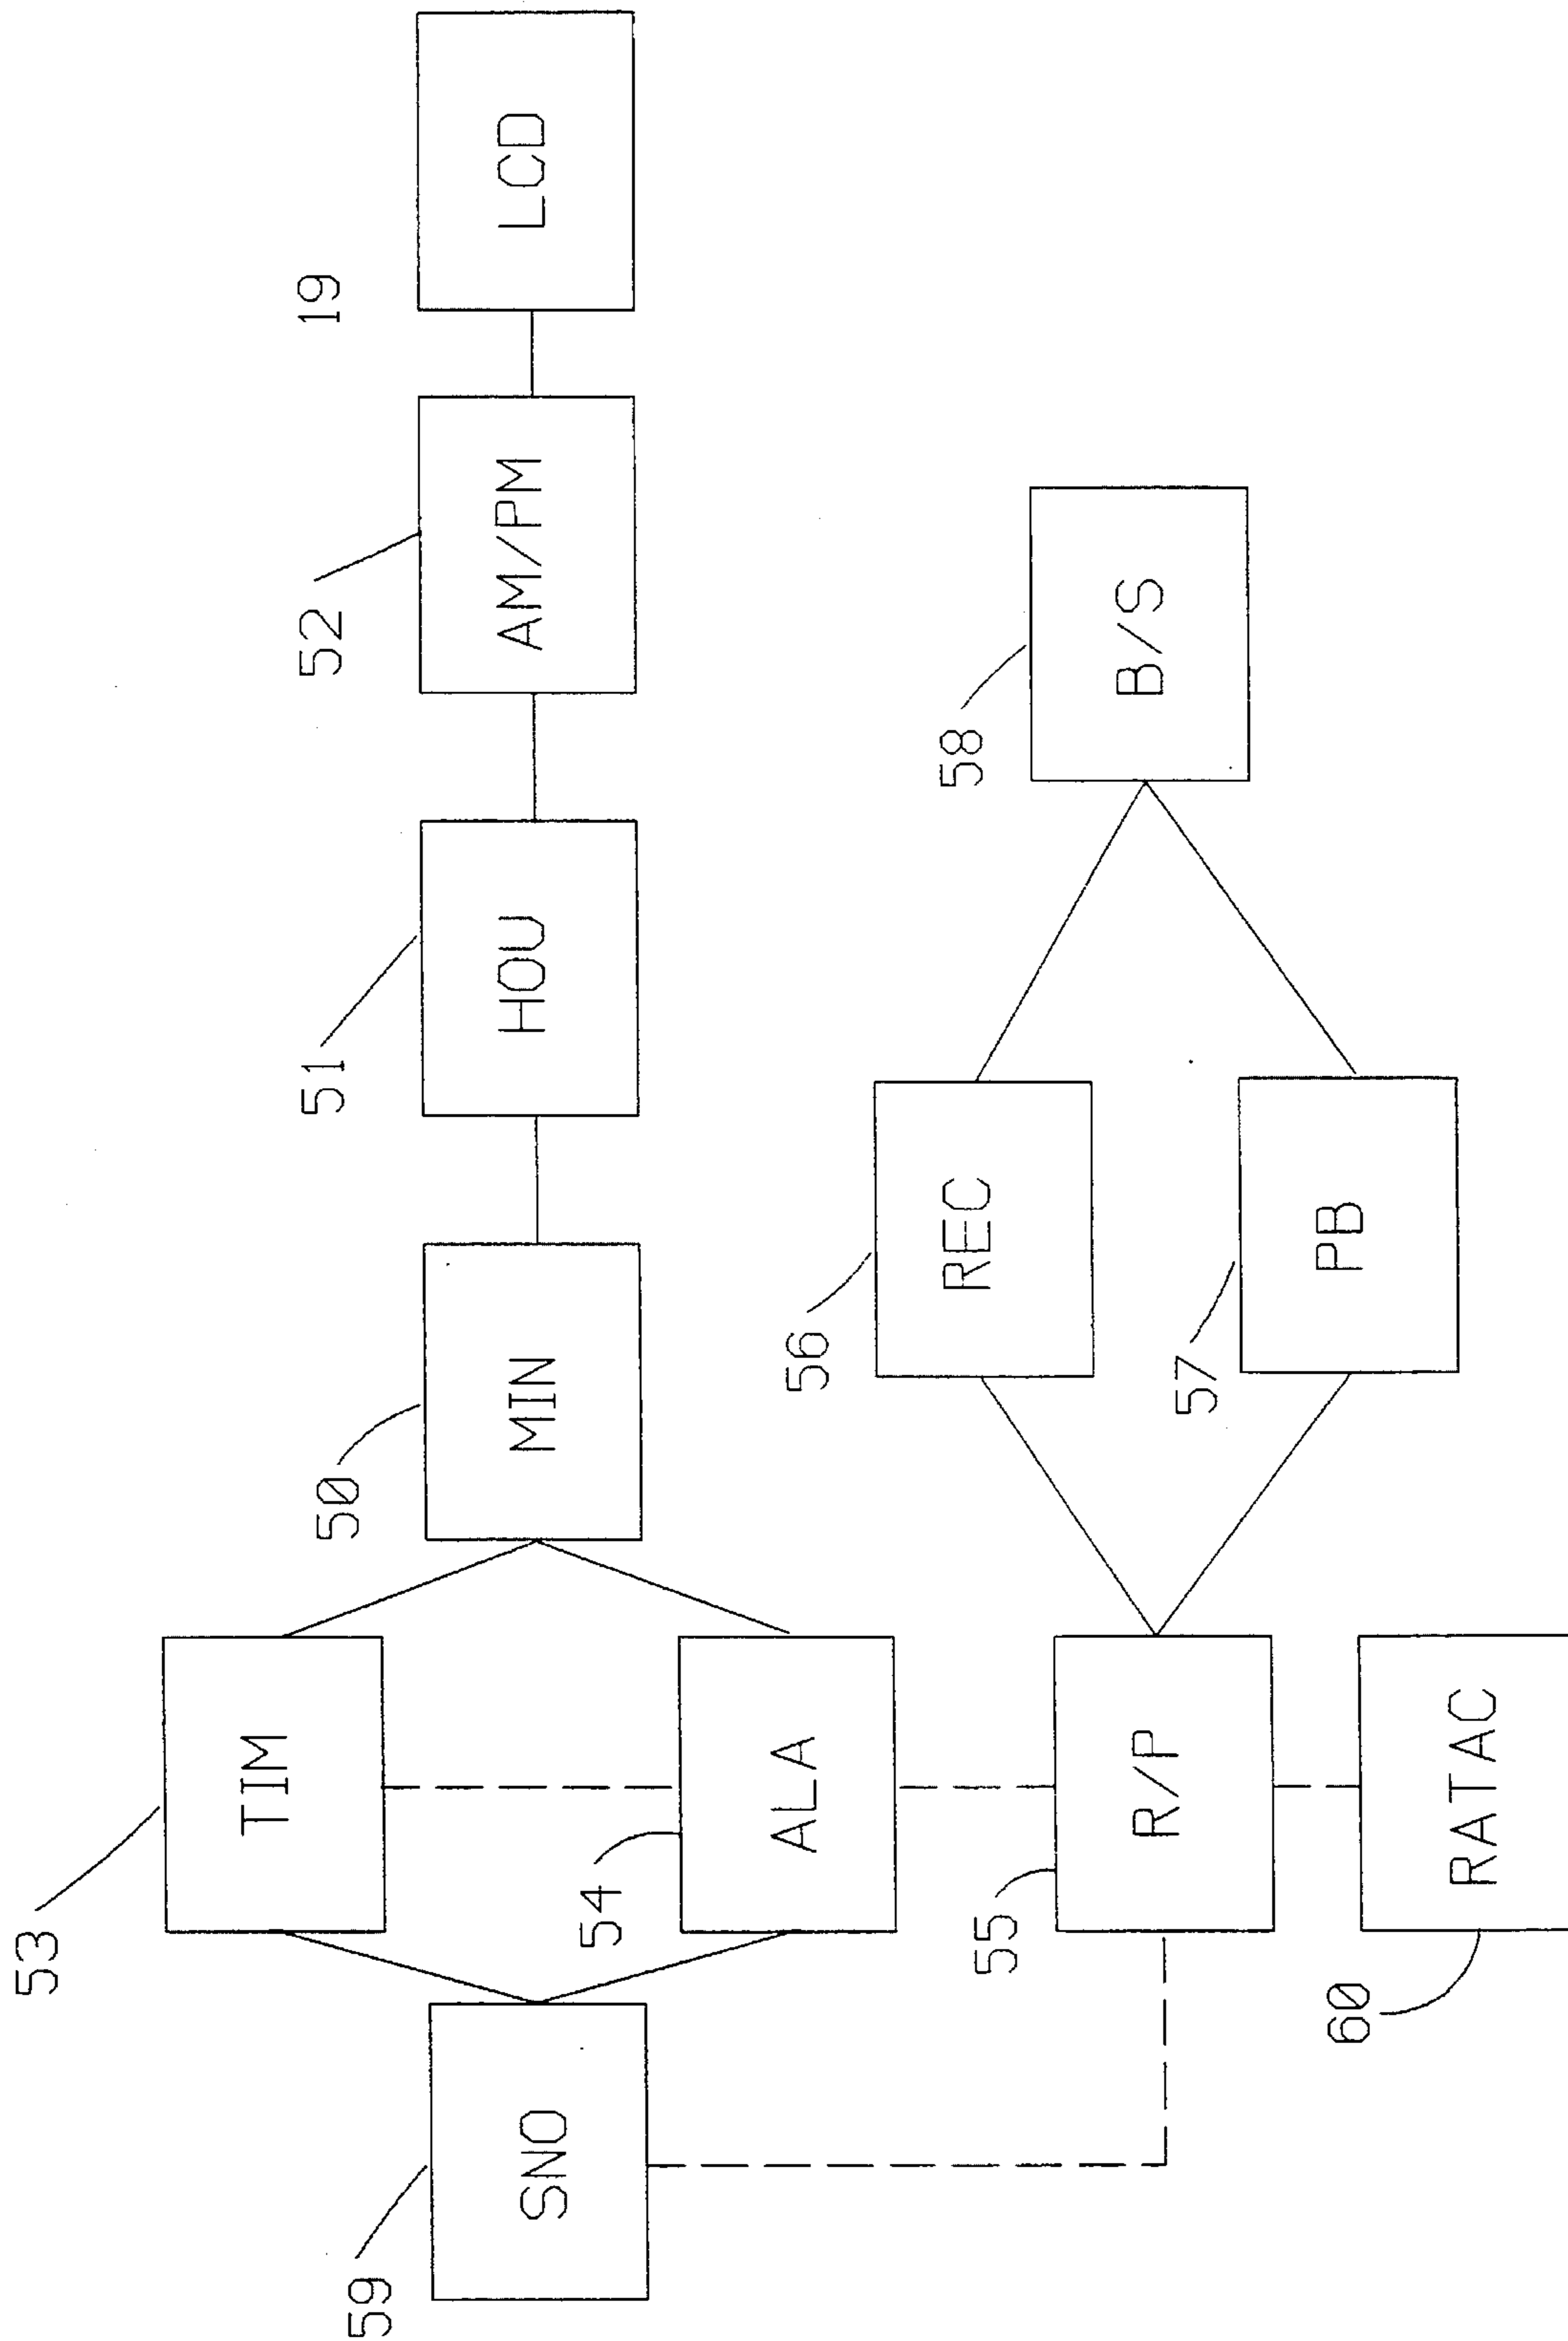 53
TIM
59
SNO
54
ALA
50
MIN
51
HOU
52
AM/PM
19
LCD
55
R/P
56
REC
57
PB
58
B/S
60
RATAC